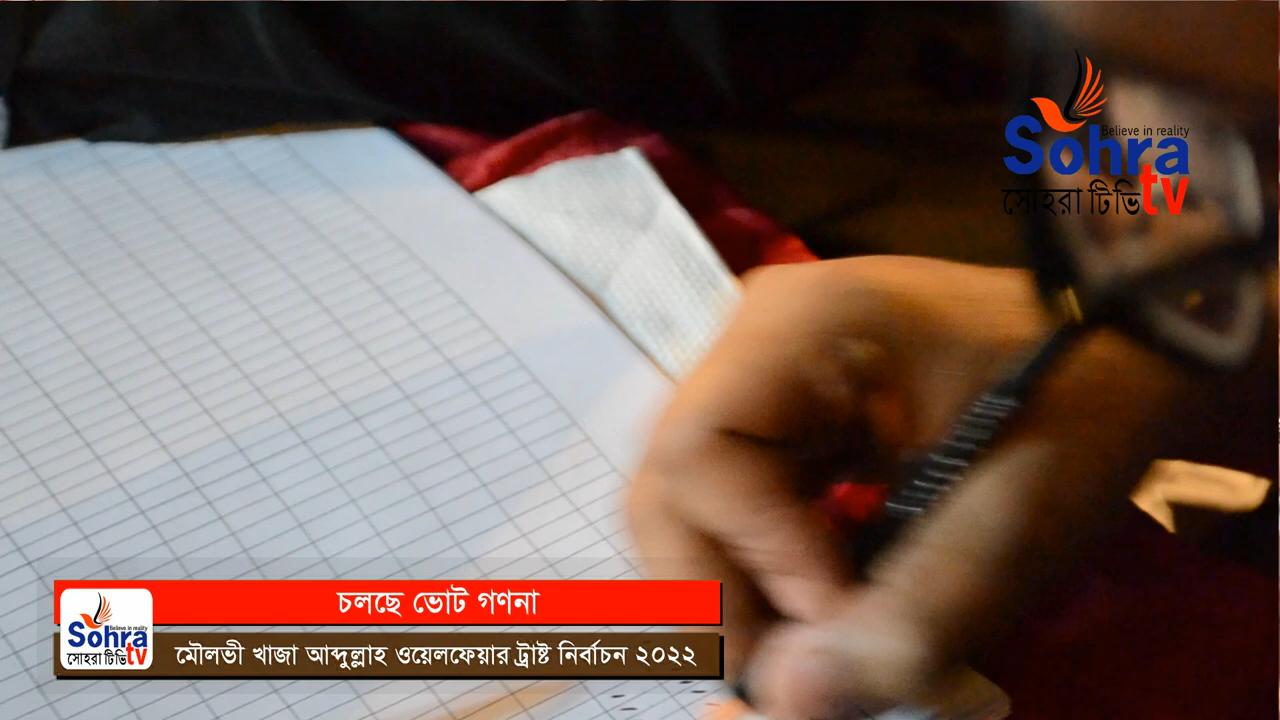 Believe in reality
Sohra
সোহরা টিভি tv
চলছে ভোট গণনা
Believe in reality
Sohra
সোহরা টিভি tv
মৌলভী খাজা আব্দুল্লাহ ওয়েলফেয়ার ট্রাষ্ট নির্বাচন ২০২২